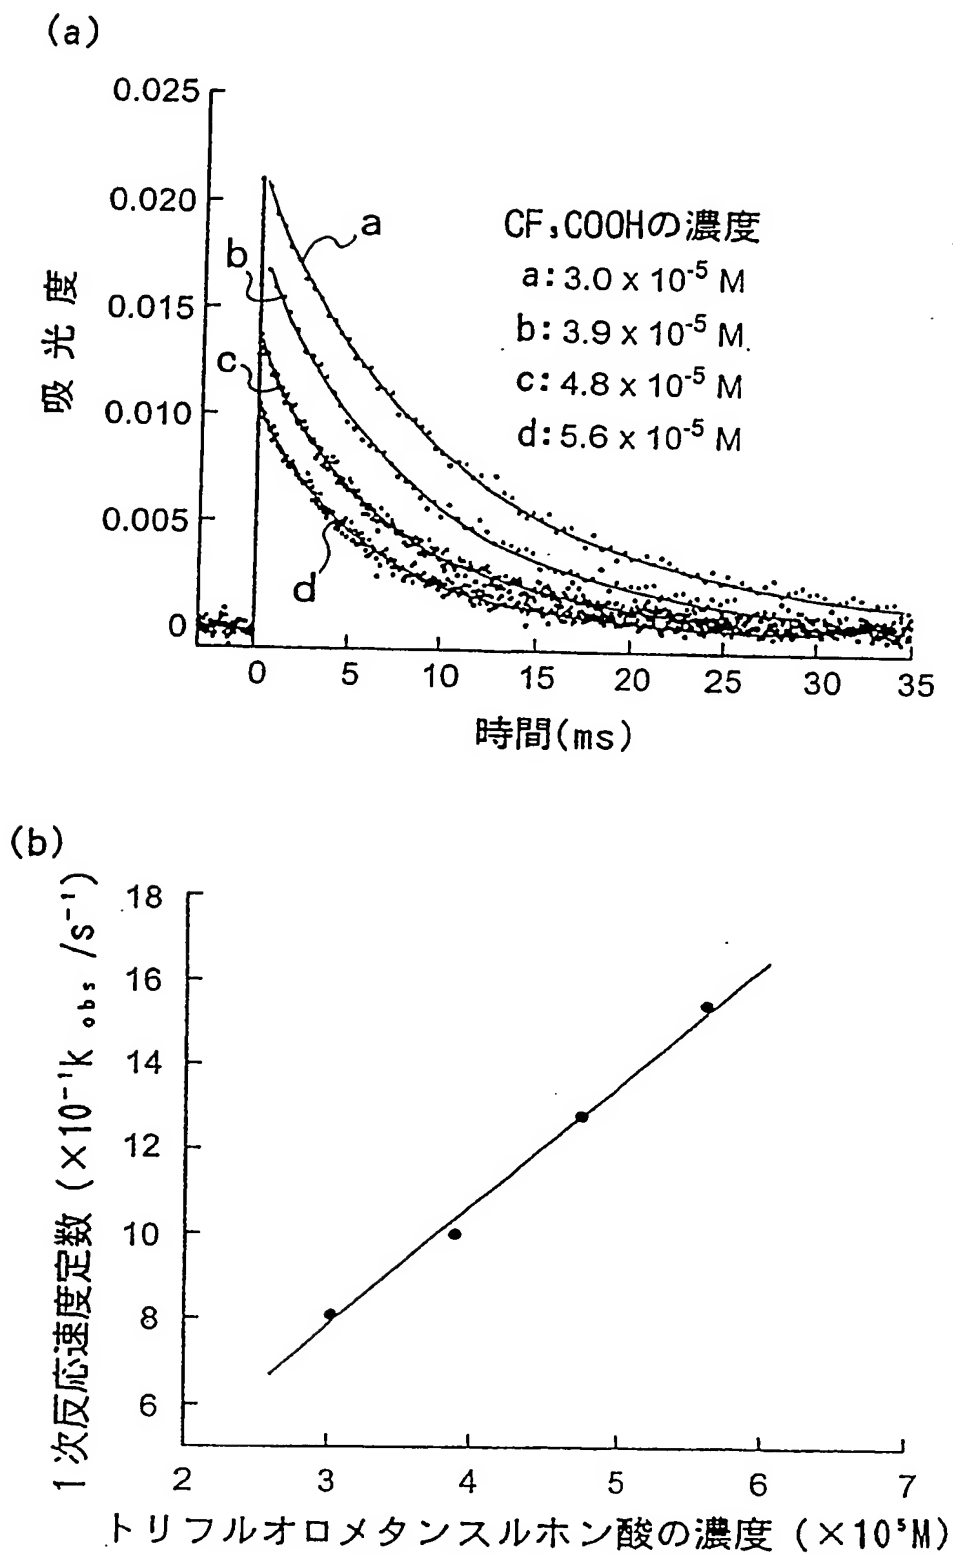 (a)
0.025
0.020
0.015
0.010
0.005
0
吸光度
a
b
c
d
CF₃COOHの濃度
a: 3.0 x 10⁻⁵ M
b: 3.9 x 10⁻⁵ M
c: 4.8 x 10⁻⁵ M
d: 5.6 x 10⁻⁵ M
0 5 10 15 20 25 30 35
時間(ms)
(b)
18
16
14
12
10
8
6
1次反応速度定数(×10⁻¹k obs /s⁻¹)
2 3 4 5 6 7
トリフルオロメタンスルホン酸の濃度(×10⁵M)